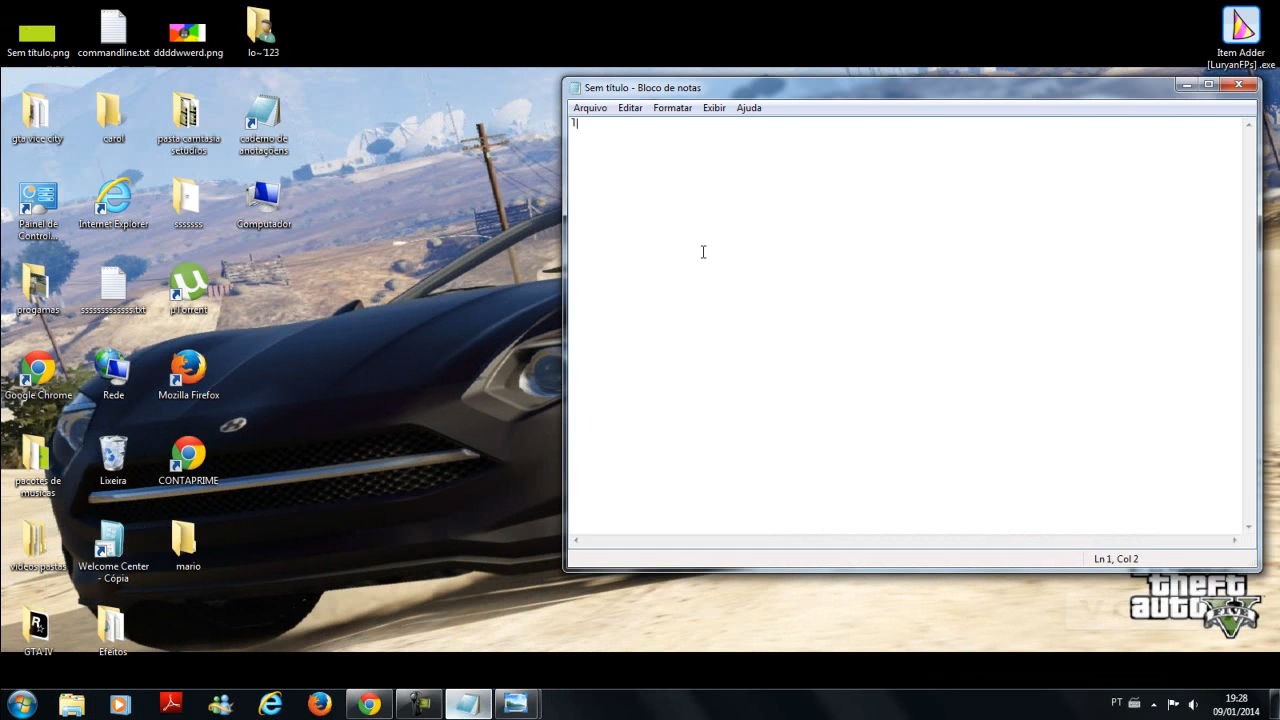 Sem título.png
commandline.txt
ddddwwerd.png
lo~'123
Item Adder
[LuryanFPs] .exe
Sem título - Bloco de notas
Arquivo Editar Formatar Exibir Ajuda
gta vice city
carol
pasta camtasia
setudios
caderno de
anotações
Painel de
Control...
Internet Explorer
sssssss
Computador
progamas
sssssssssssss.txt
µTorrent
Google Chrome
Rede
Mozilla Firefox
pacotes de
musicas
Lixeira
CONTAPRIME
videos pastas
Welcome Center
- Cópia
mario
GTA IV
Efeitos
Ln 1, Col 2
theft
auto V
FIVE
PT
19:28
09/01/2014